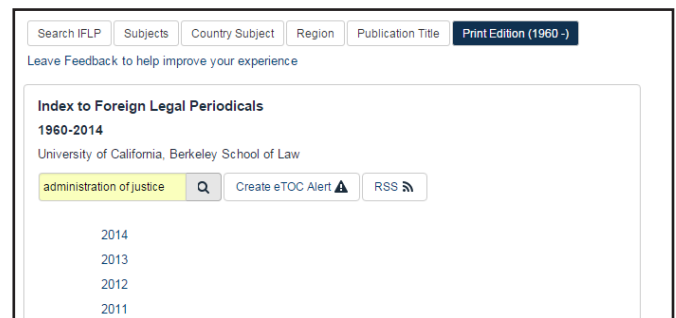 Search IFLP Subjects Country Subject Region Publication Title Print Edition (1960 -)
Leave Feedback to help improve your experience
Index to Foreign Legal Periodicals
1960-2014
University of California, Berkeley School of Law
administration of justice Create eTOC Alert RSS
2014
2013
2012
2011